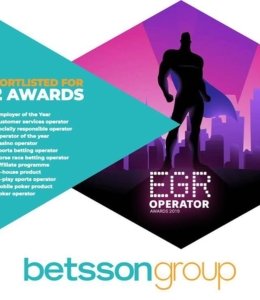 ORTLISTED FOR
2 AWARDS
ployer of the Year
ustomer services operator
ocially responsible operator
perator of the year
asino operator
ports betting operator
orse race betting operator
ffiliate programme
-house product
-play sports operator
obile poker product
oker operator
EGR
OPERATOR
AWARDS 2019
betssongroup